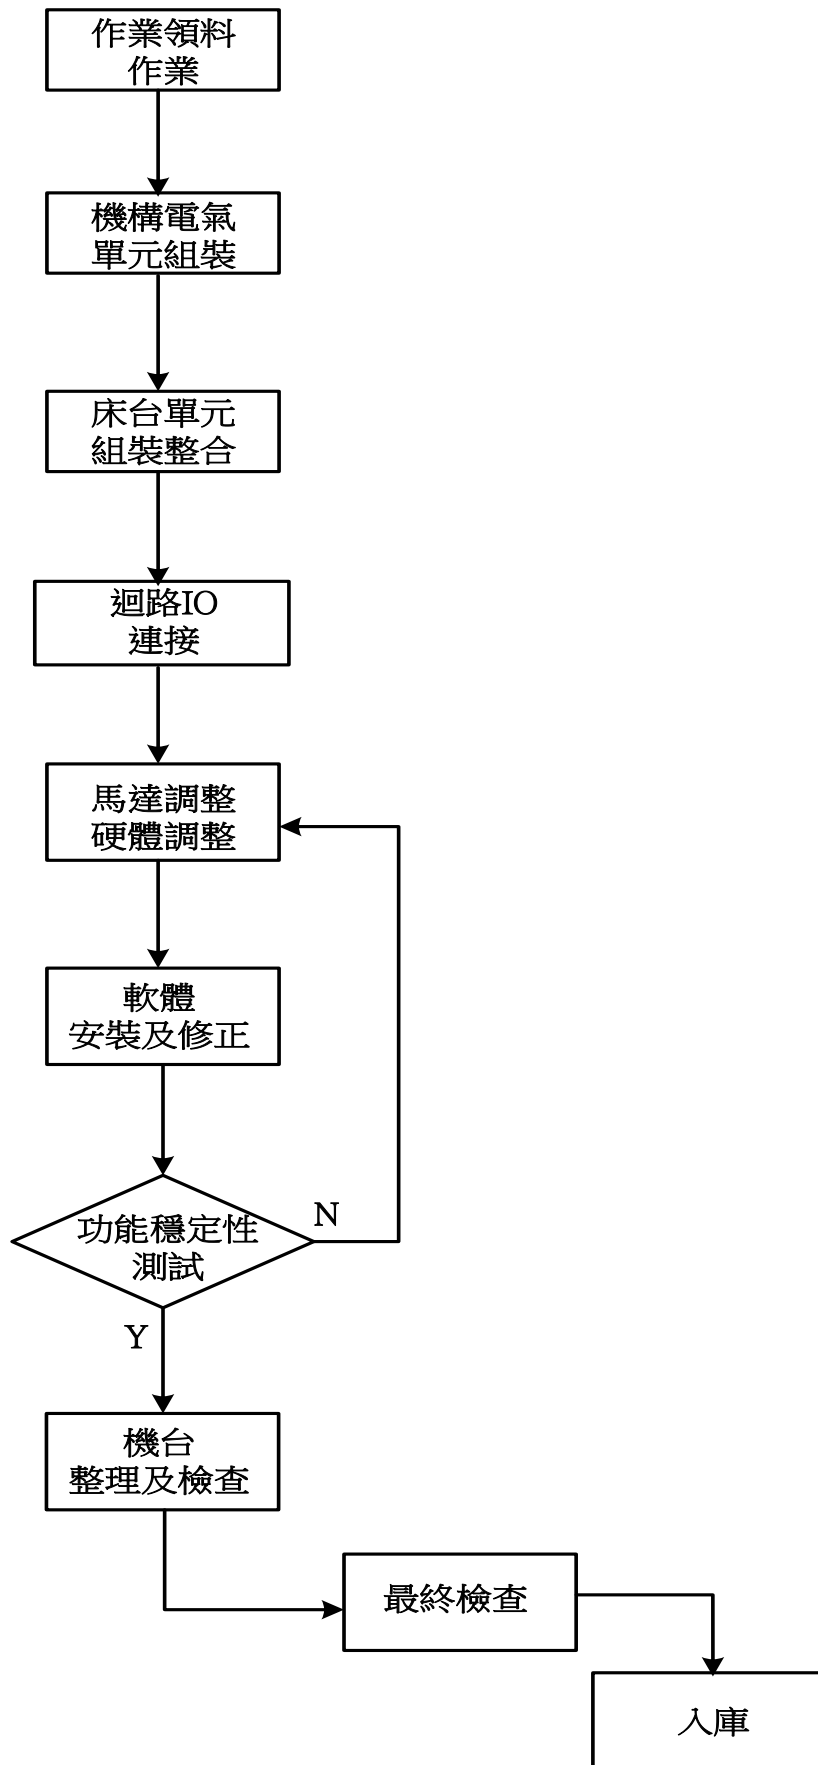 作業領料
作業
機構電氣
單元組裝
床台單元
組裝整合
迴路IO
連接
馬達調整
硬體調整
軟體
安裝及修正
功能穩定性
測試
N
Y
機台
整理及檢查
最終檢查
入庫